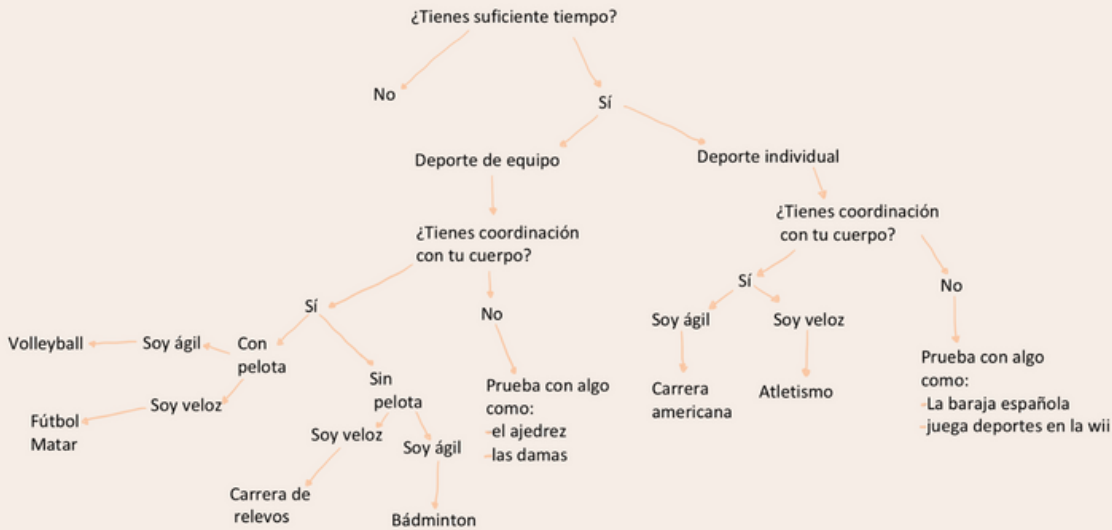 ¿Tienes suficiente tiempo?
No
Sí
Deporte de equipo
Deporte individual
¿Tienes coordinación
con tu cuerpo?
¿Tienes coordinación
con tu cuerpo?
Sí
No
Sí
No
Volleyball
Soy ágil
Con
pelota
Soy veloz
Fútbol
Matar
Sin
pelota
Soy veloz
Soy ágil
Carrera de
relevos
Bádminton
Prueba con algo
como:
-el ajedrez
-las damas
Soy ágil
Soy veloz
Carrera
americana
Atletismo
Prueba con algo
como:
-La baraja española
-juega deportes en la wii